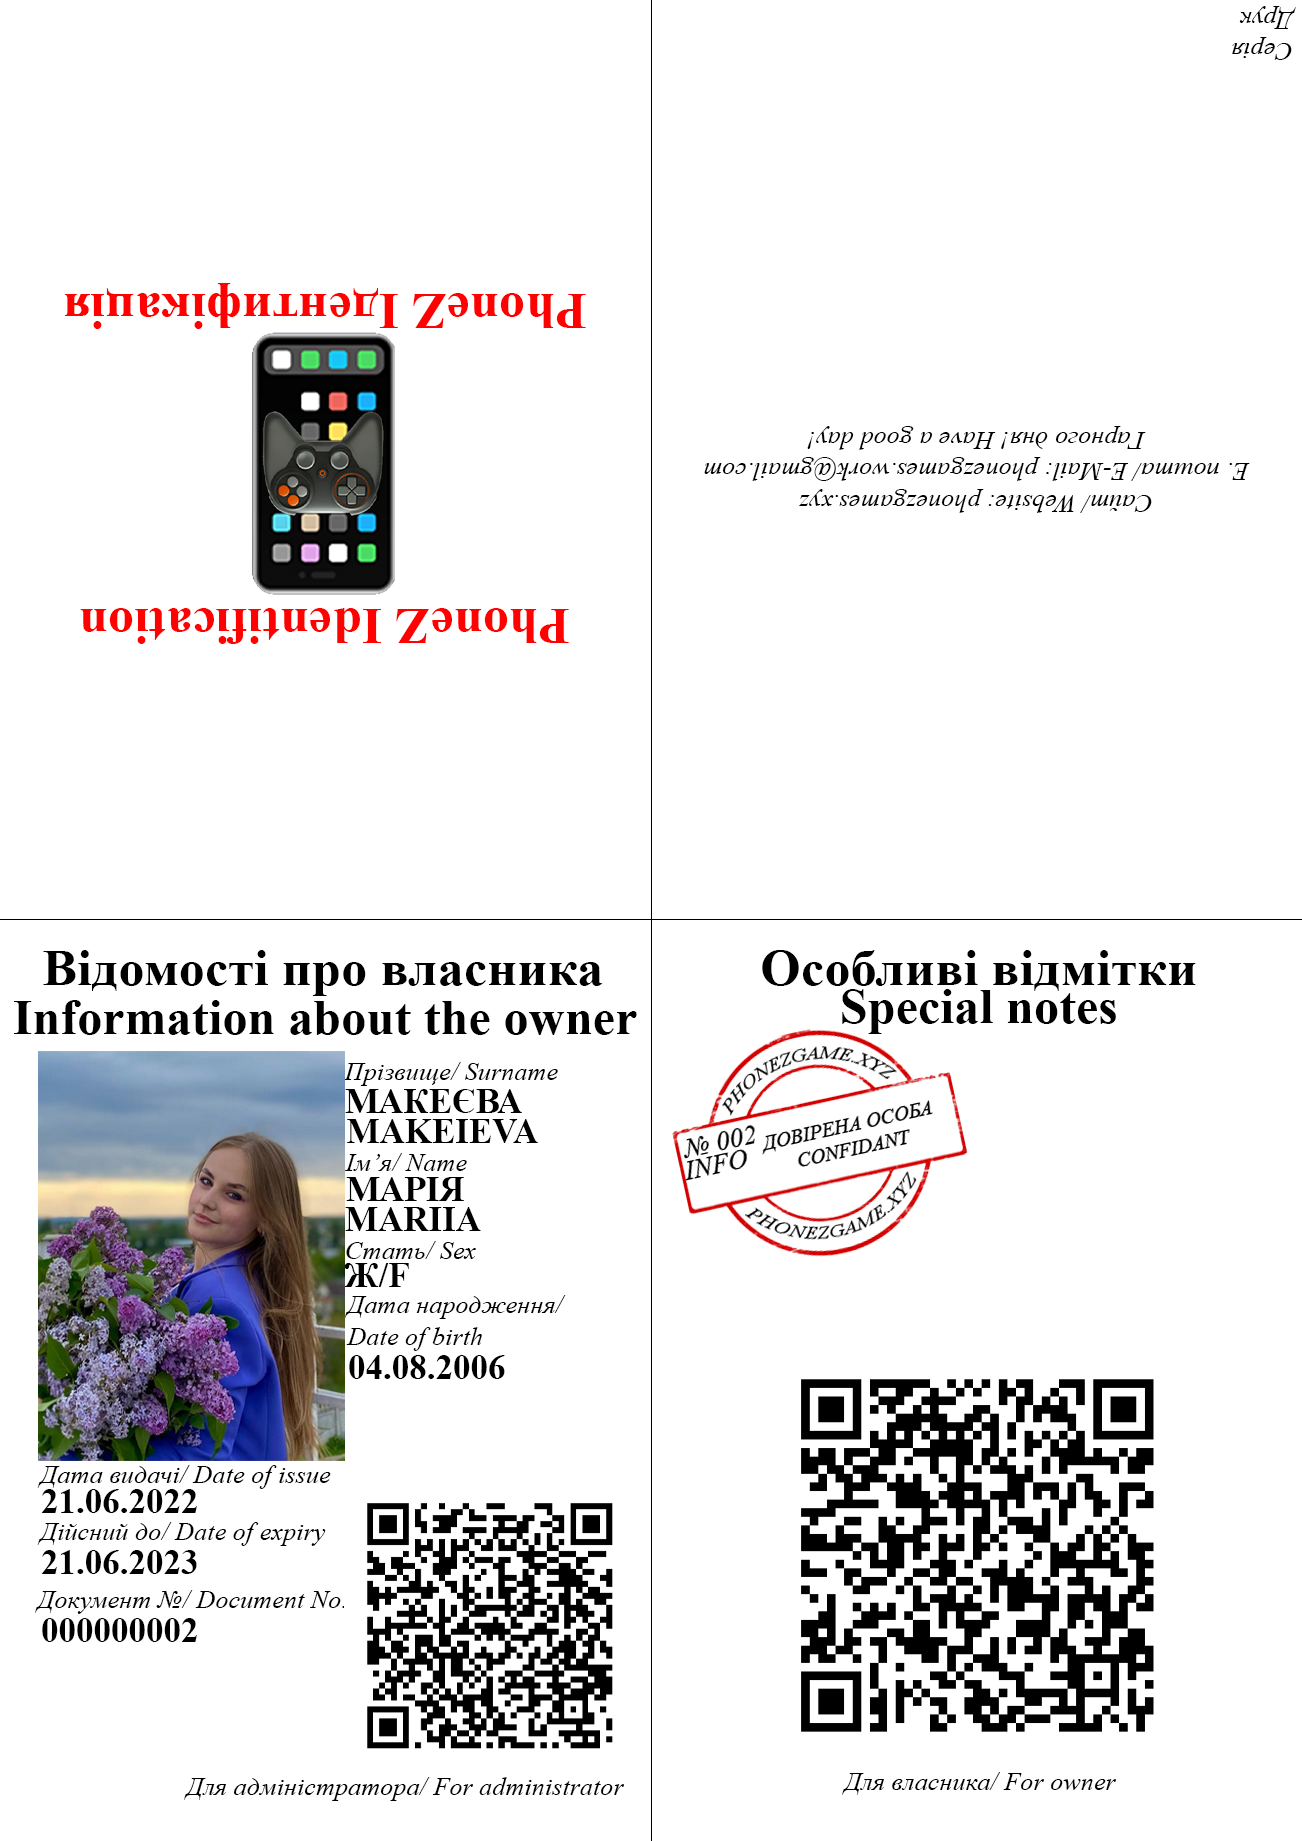 Друк
Серія
PhoneZ Ідентифікація
PhoneZ Identification
Сайт/ Website: phonezgames.xyz
Е. пошта/ E-Mail: phonezgames.work@gmail.com
Гарного дня! Have a good day!
Відомості про власника
Information about the owner
Прізвище/ Surname
МАКЕЄВА
MAKEIEVA
Ім’я/ Name
МАРІЯ
MARIIA
Стать/ Sex
Ж/F
Дата народження/
Date of birth
04.08.2006
Дата видачі/ Date of issue
21.06.2022
Дійсний до/ Date of expiry
21.06.2023
Документ №/ Document No.
000000002
Для адміністратора/ For administrator
Особливі відмітки
Special notes
PHONEZGAME.XYZ
№ 002
INFO
ДОВІРЕНА ОСОБА
CONFIDANT
PHONEZGAME.XYZ
Для власника/ For owner